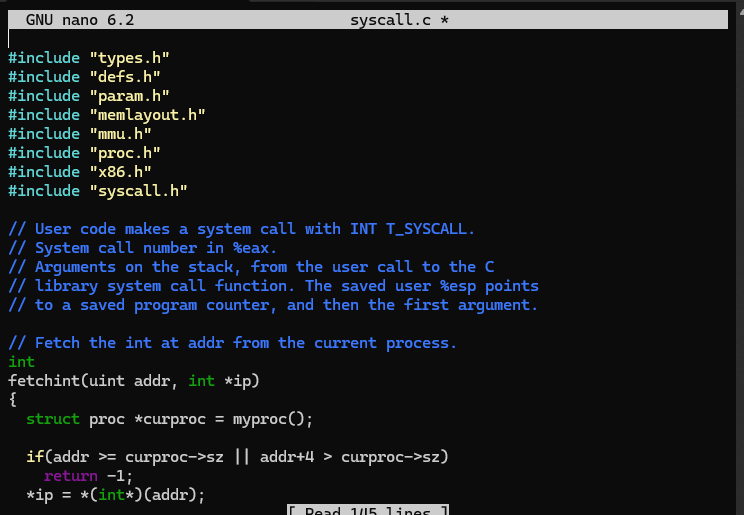 GNU nano 6.2 syscall.c *
#include "types.h"
#include "defs.h"
#include "param.h"
#include "memlayout.h"
#include "mmu.h"
#include "proc.h"
#include "x86.h"
#include "syscall.h"
// User code makes a system call with INT T_SYSCALL.
// System call number in %eax.
// Arguments on the stack, from the user call to the C
// library system call function. The saved user %esp points
// to a saved program counter, and then the first argument.
// Fetch the int at addr from the current process.
int
fetchint(uint addr, int *ip)
{
  struct proc *curproc = myproc();
  if(addr >= curproc->sz || addr+4 > curproc->sz)
    return -1;
  *ip = *(int*)(addr);
[ Read 145 lines ]